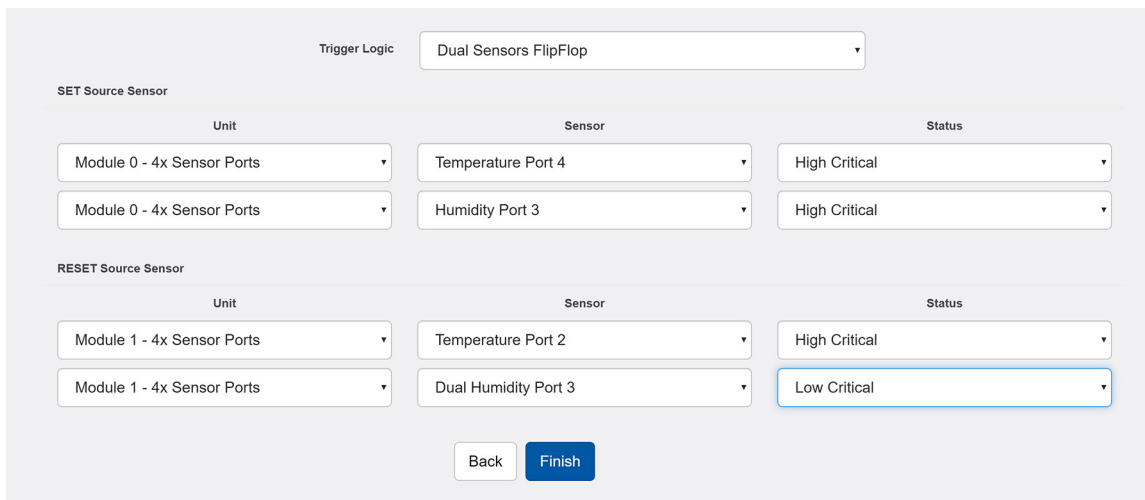 Trigger Logic Dual Sensors FlipFlop
SET Source Sensor
Unit Sensor Status
Module 0 - 4x Sensor Ports Temperature Port 4 High Critical
Module 0 - 4x Sensor Ports Humidity Port 3 High Critical
RESET Source Sensor
Unit Sensor Status
Module 1 - 4x Sensor Ports Temperature Port 2 High Critical
Module 1 - 4x Sensor Ports Dual Humidity Port 3 Low Critical
Back Finish